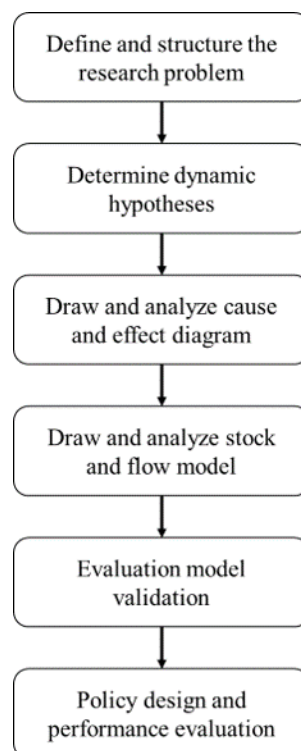 Define and structure the
research problem
Determine dynamic
hypotheses
Draw and analyze cause
and effect diagram
Draw and analyze stock
and flow model
Evaluation model
validation
Policy design and
performance evaluation